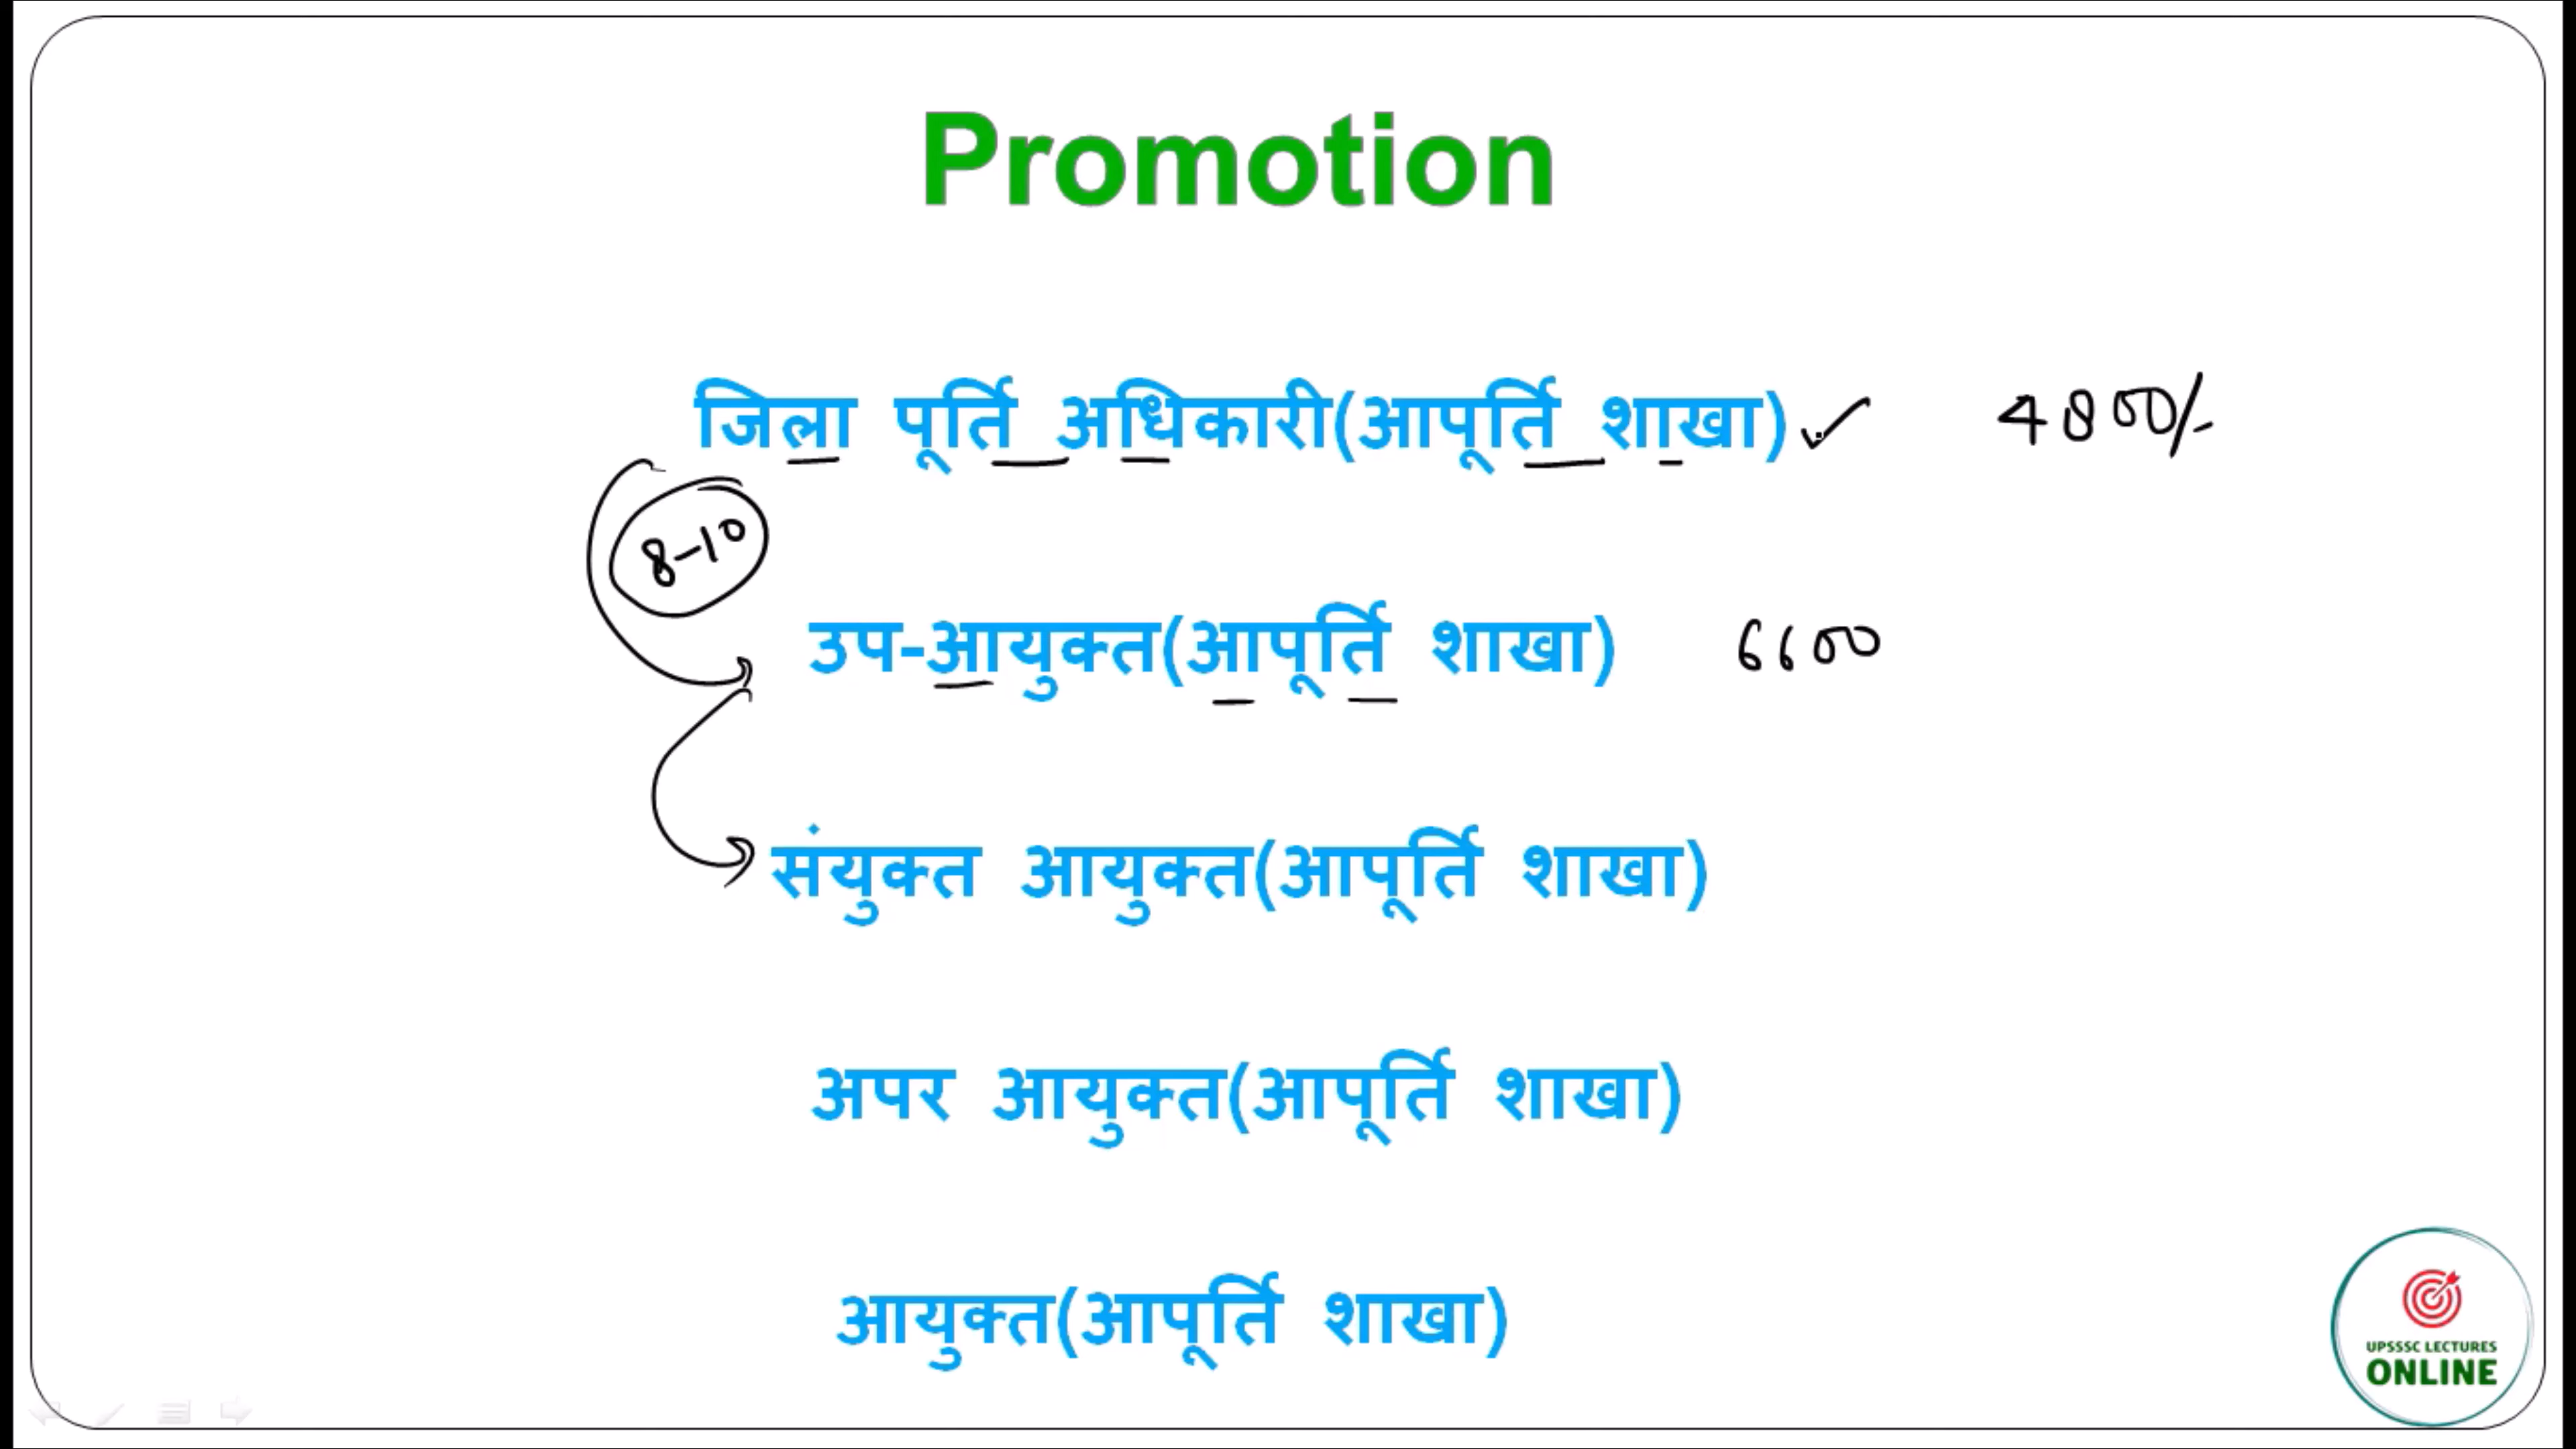 Promotion
जिला पूर्ति अधिकारी(आपूर्ति शाखा) 4800/-
8-10
उप-आयुक्त(आपूर्ति शाखा) 6600
संयुक्त आयुक्त(आपूर्ति शाखा)
अपर आयुक्त(आपूर्ति शाखा)
आयुक्त(आपूर्ति शाखा)
UPSSSC LECTURES
ONLINE